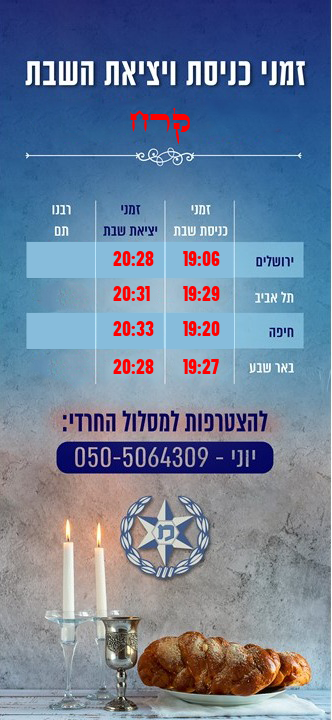 זמני כניסת ויציאת השבת
קרח
זמני כניסת שבת
זמני יציאת שבת
רבנו תם
ירושלים 19:06 20:28
תל אביב 19:29 20:31
חיפה 19:20 20:33
באר שבע 19:27 20:28
להצטרפות למסלול החרדי:
יוני - 050-5064309
מ